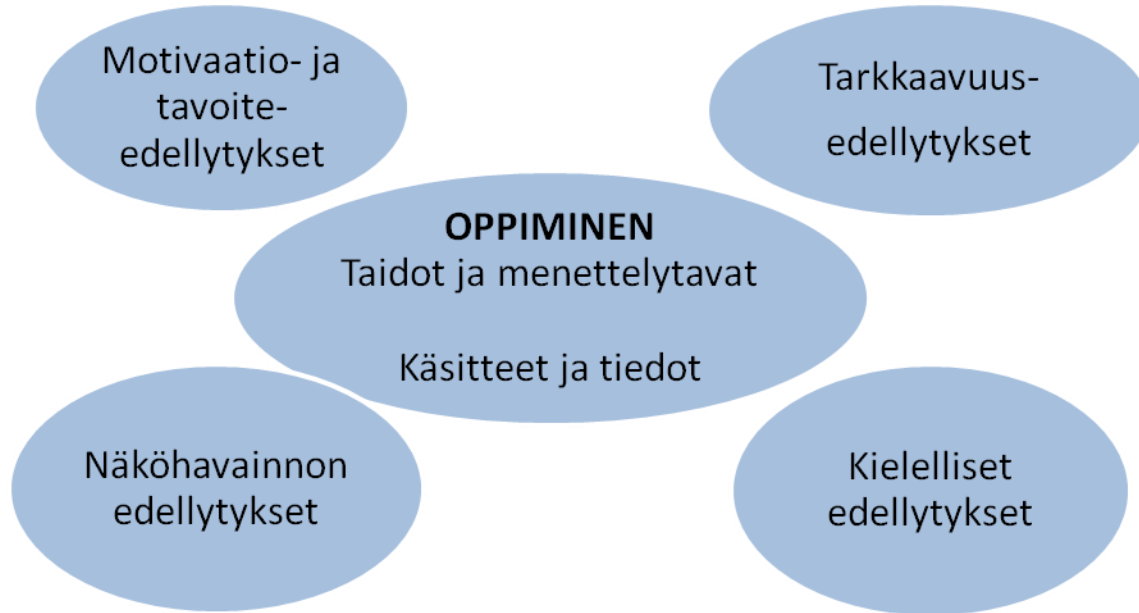 Motivaatio- ja
tavoite-
edellytykset
Tarkkaavuus-
edellytykset
OPPIMINEN
Taidot ja menettelytavat
Käsitteet ja tiedot
Näköhavainnon
edellytykset
Kielelliset
edellytykset